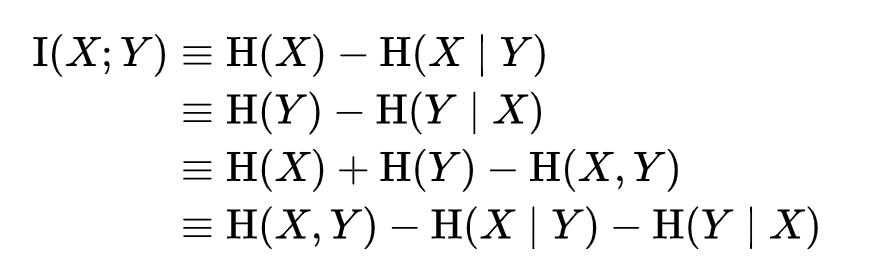 I(X; Y) ≡ H(X) − H(X | Y)
≡ H(Y) − H(Y | X)
≡ H(X) + H(Y) − H(X, Y)
≡ H(X, Y) − H(X | Y) − H(Y | X)